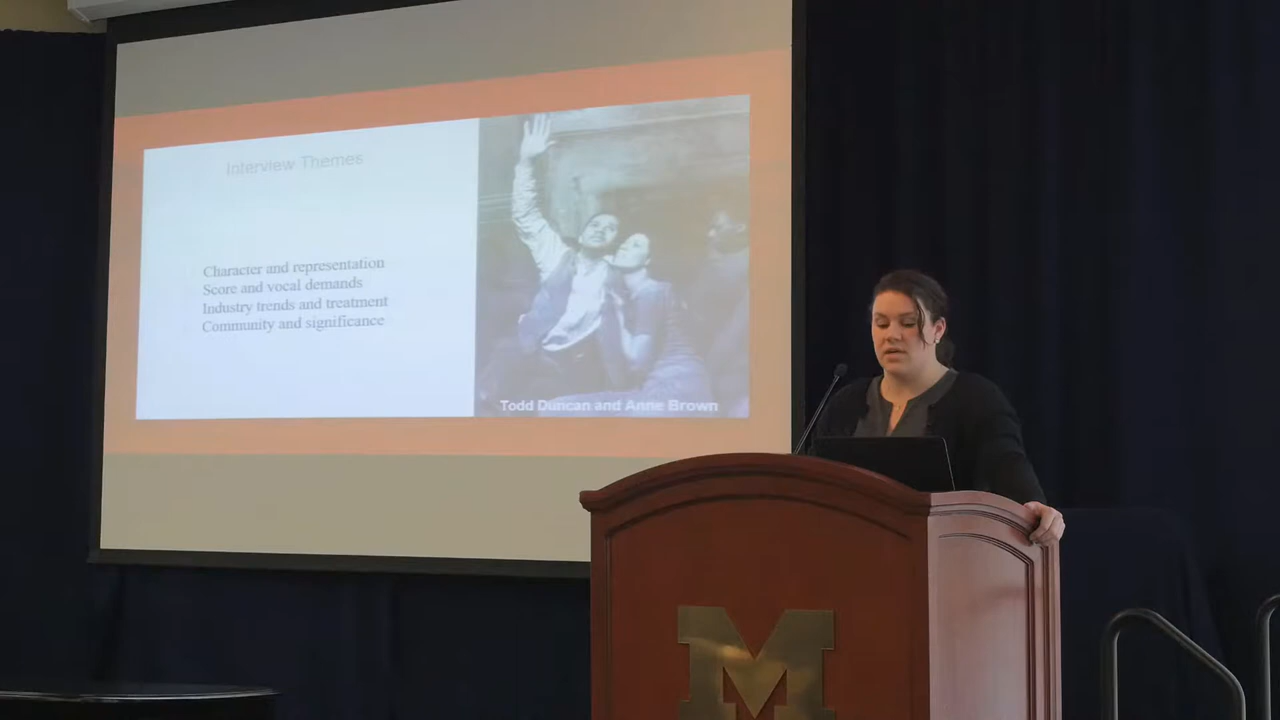 Interview Themes
Character and representation
Score and vocal demands
Industry trends and treatment
Community and significance
Todd Duncan and Anne Brown
M